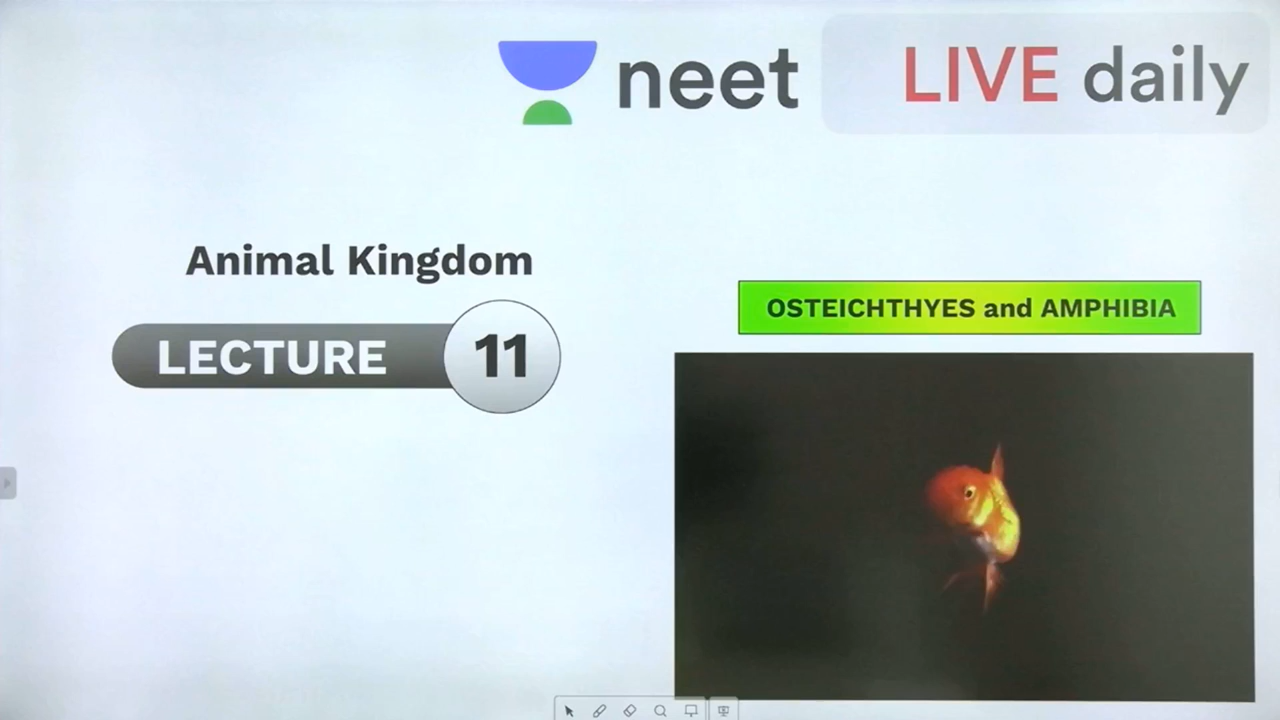 neet
LIVE daily
Animal Kingdom
LECTURE 11
OSTEICHTHYES and AMPHIBIA